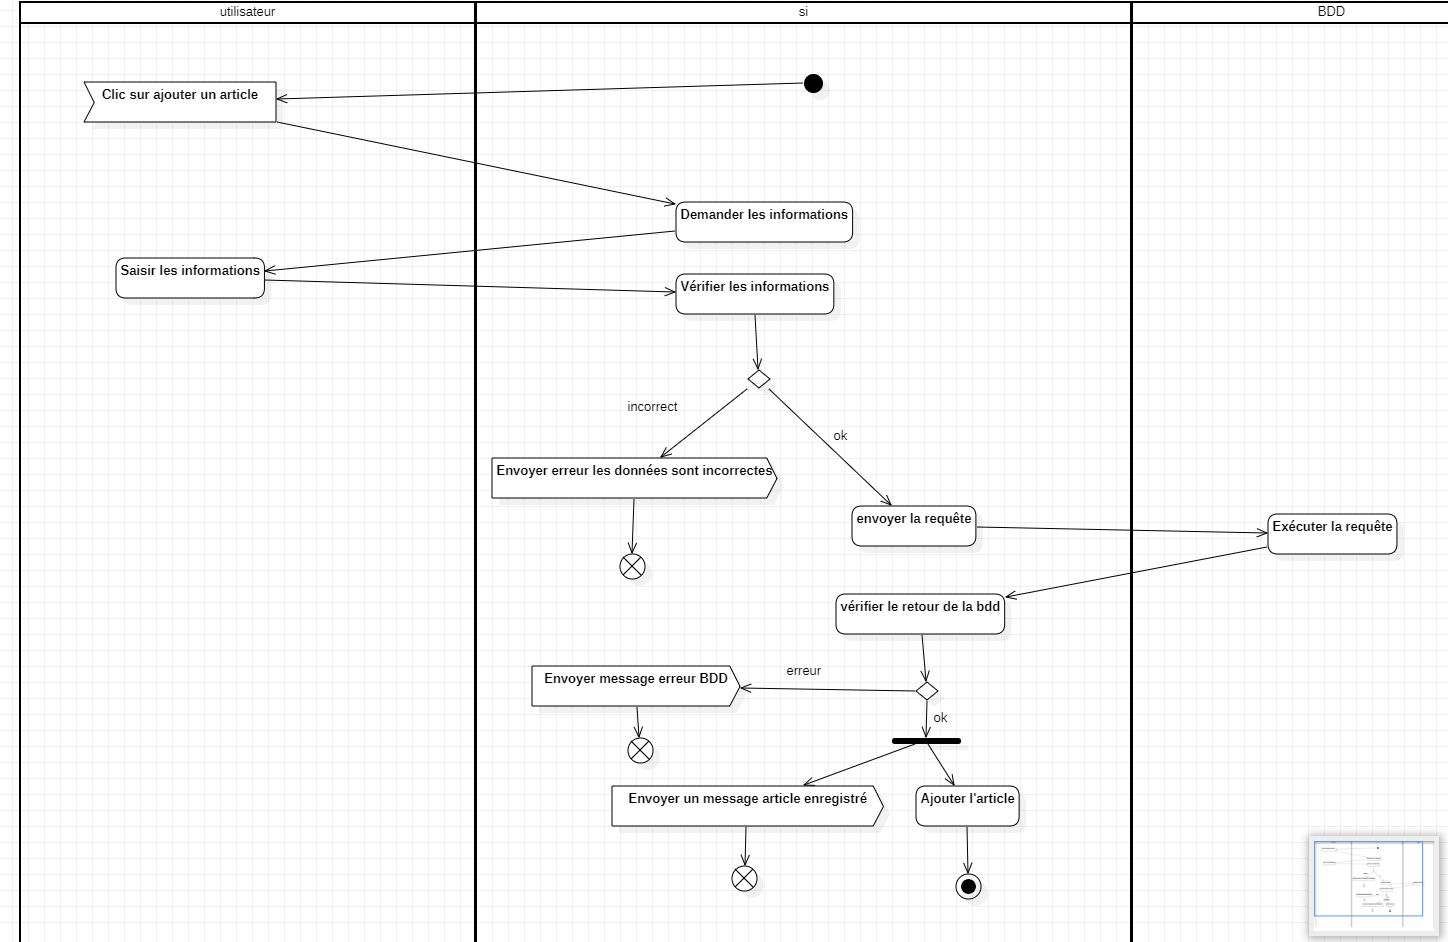 utilisateur
si
BDD
Clic sur ajouter un article
Demander les informations
Saisir les informations
Vérifier les informations
incorrect
ok
Envoyer erreur les données sont incorrectes
envoyer la requête
Exécuter la requête
vérifier le retour de la bdd
erreur
Envoyer message erreur BDD
ok
Envoyer un message article enregistré
Ajouter l'article